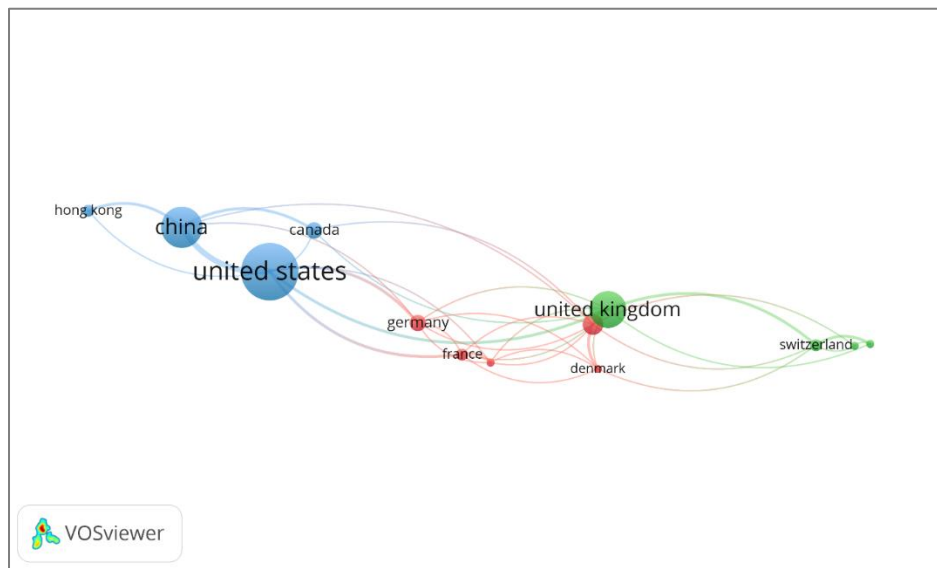 hong kong
china
canada
united states
united kingdom
germany
switzerland
france
denmark
VOSviewer